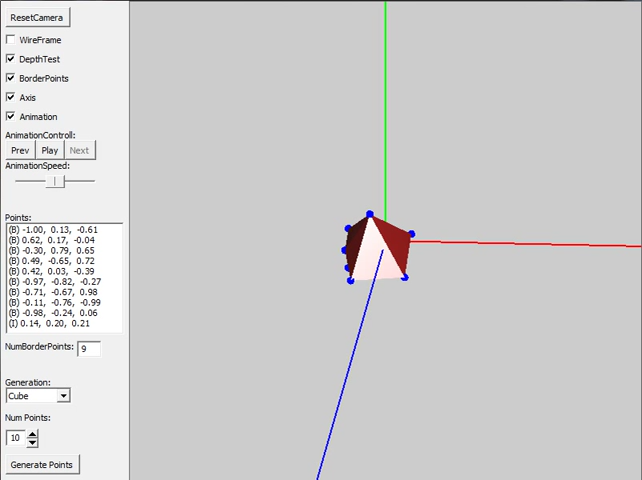 ResetCamera
WireFrame
DepthTest
BorderPoints
Axis
Animation
AnimationControll:
Prev Play Next
AnimationSpeed:
Points:
(B) -1.00, 0.13, -0.61
(B) 0.62, 0.17, -0.04
(B) -0.30, 0.79, 0.65
(B) 0.49, -0.65, 0.72
(B) 0.42, 0.03, -0.39
(B) -0.97, -0.82, -0.27
(B) -0.71, -0.67, 0.98
(B) -0.11, -0.76, -0.99
(B) -0.98, -0.24, 0.06
(I) 0.14, 0.20, 0.21
NumBorderPoints: 9
Generation:
Cube
Num Points:
10
Generate Points